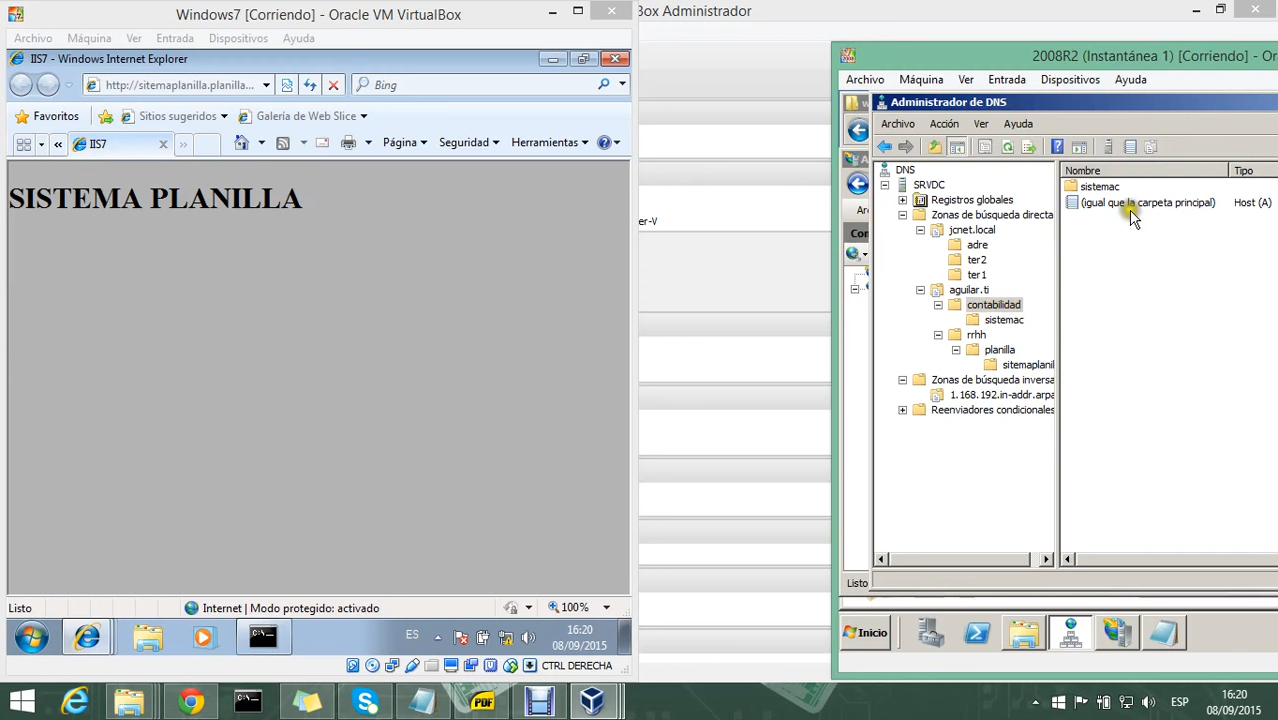 Windows7 [Corriendo] - Oracle VM VirtualBox
Archivo Máquina Ver Entrada Dispositivos Ayuda
IIS7 - Windows Internet Explorer
http://sitemaplanilla.planilla...
Bing
Favoritos
Sitios sugeridos
Galería de Web Slice
IIS7
Página
Seguridad
Herramientas
SISTEMA PLANILLA
Listo
Internet | Modo protegido: activado
100%
ES
16:20
08/09/2015
CTRL DERECHA
Box Administrador
er-V
2008R2 (Instantánea 1) [Corriendo] - Or
Archivo Máquina Ver Entrada Dispositivos Ayuda
Administrador de DNS
Archivo Acción Ver Ayuda
Con
DNS
SRVDC
Registros globales
Zonas de búsqueda directa
jcnet.local
adre
ter2
ter1
aguilar.ti
contabilidad
sistemac
rrhh
planilla
sitemaplanil
Zonas de búsqueda inversa
1.168.192.in-addr.arpa
Reenviadores condicionales
Nombre Tipo
sistemac
(igual que la carpeta principal) Host (A)
Listo
Inicio
ESP
16:20
08/09/2015